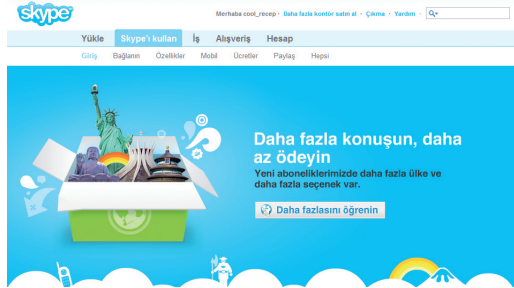 skype
Merhaba cool_recep · Daha fazla kontür satın al · Çıkma · Yardım
Yükle Skype'ı kullan İş Alışveriş Hesap
Giriş Bağlanın Özellikler Mobil Ücretler Paylaş Hepsi
Daha fazla konuşun, daha
az ödeyin
Yeni aboneliklerimizde daha fazla ülke ve
daha fazla seçenek var.
Daha fazlasını öğrenin